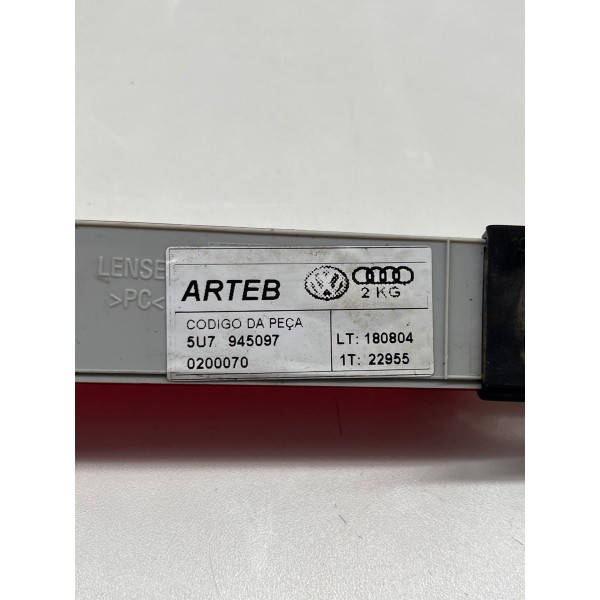 LENSE
>PC<
ARTEB
2 KG
CODIGO DA PEÇA
5U7 945097
LT: 180804
0200070
1T: 22955